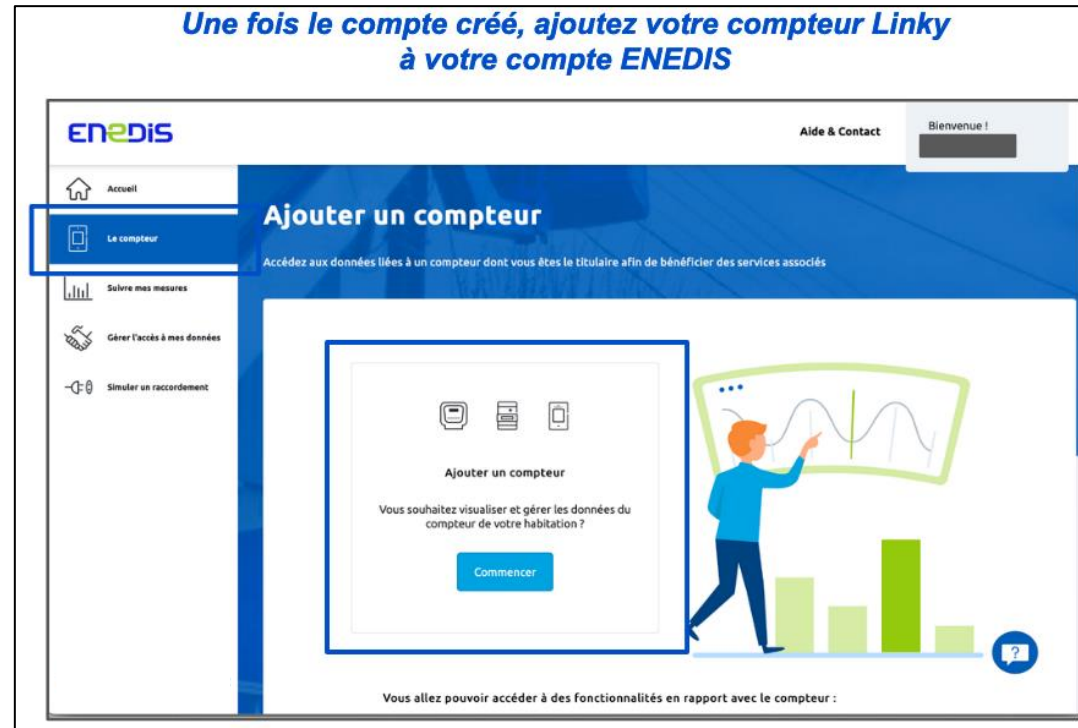 Une fois le compte créé, ajoutez votre compteur Linky
à votre compte ENEDIS
ENEDIS
Aide & Contact
Bienvenue !
Accueil
Le compteur
Suivre mes mesures
Gérer l'accès à mes données
Simuler un raccordement
Ajouter un compteur
Accédez aux données liées à un compteur dont vous êtes le titulaire afin de bénéficier des services associés
Ajouter un compteur
Vous souhaitez visualiser et gérer les données du
compteur de votre habitation ?
Commencer
?
Vous allez pouvoir accéder à des fonctionnalités en rapport avec le compteur :